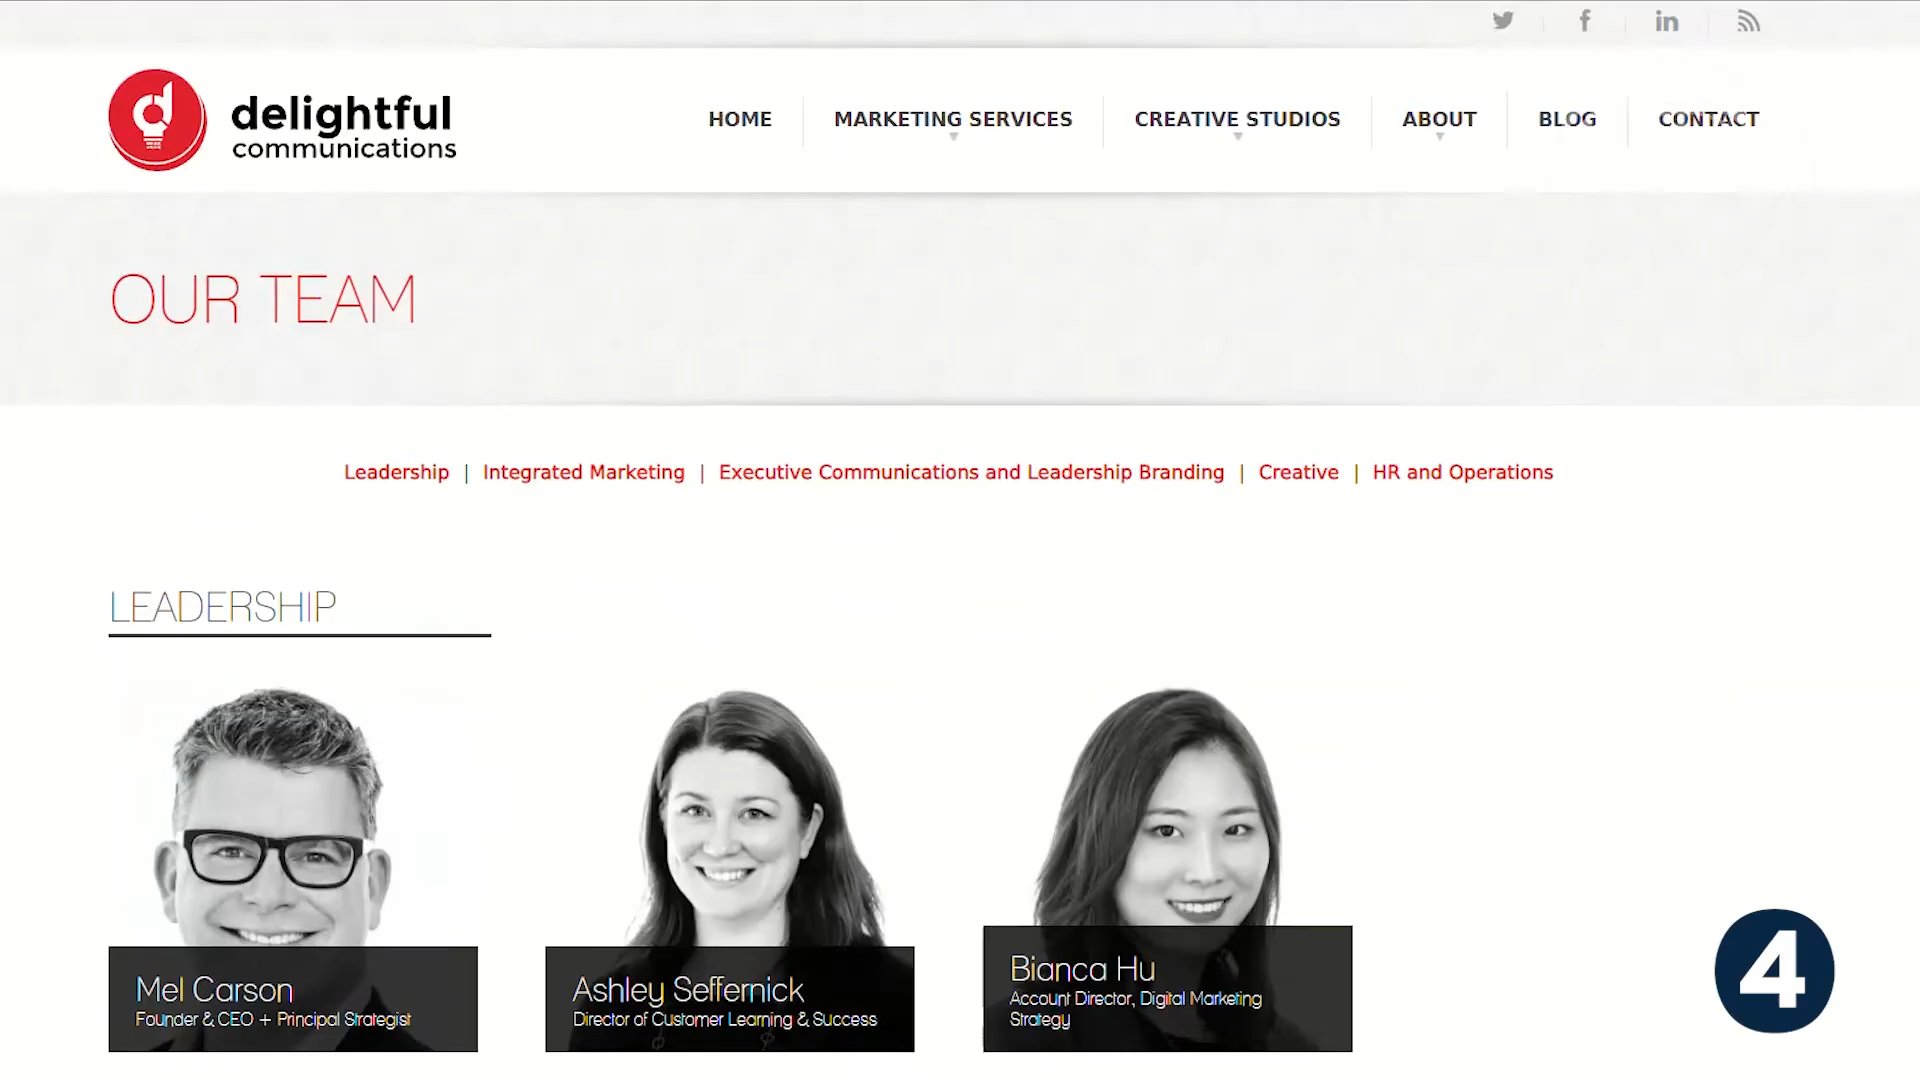 delightful
communications
HOME
MARKETING SERVICES
CREATIVE STUDIOS
ABOUT
BLOG
CONTACT
OUR TEAM
Leadership | Integrated Marketing | Executive Communications and Leadership Branding | Creative | HR and Operations
LEADERSHIP
Mel Carson
Founder & CEO + Principal Strategist
Ashley Seffernick
Director of Customer Learning & Success
Bianca Hu
Account Director, Digital Marketing
Strategy
4